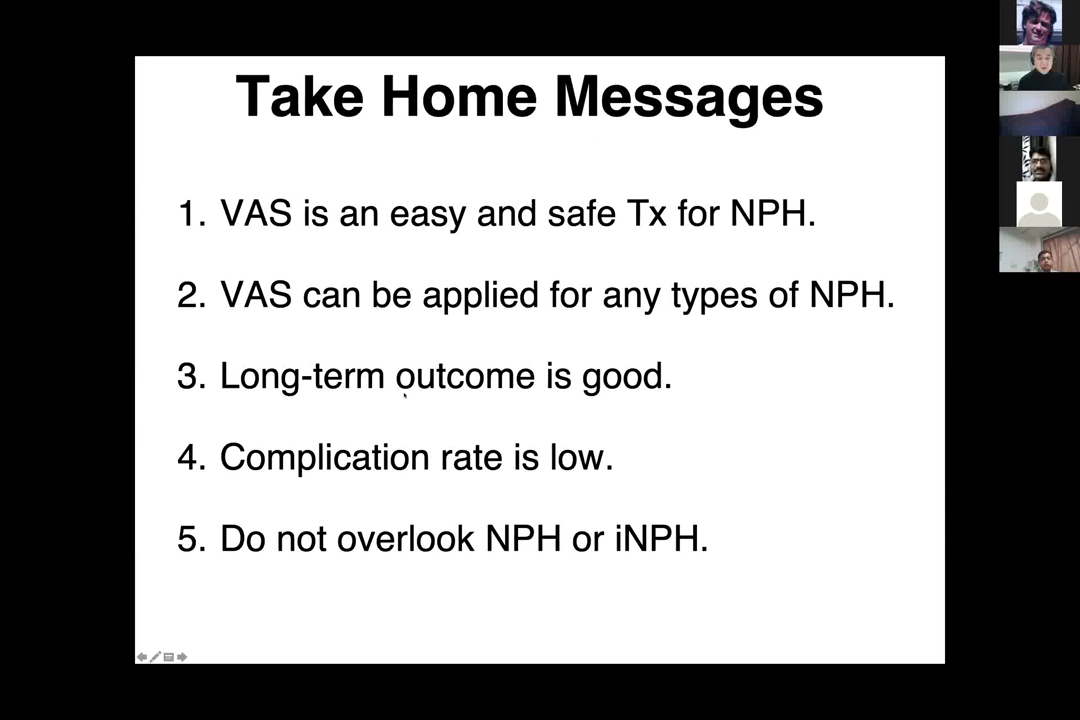 Take Home Messages
1. VAS is an easy and safe Tx for NPH.
2. VAS can be applied for any types of NPH.
3. Long-term outcome is good.
4. Complication rate is low.
5. Do not overlook NPH or iNPH.